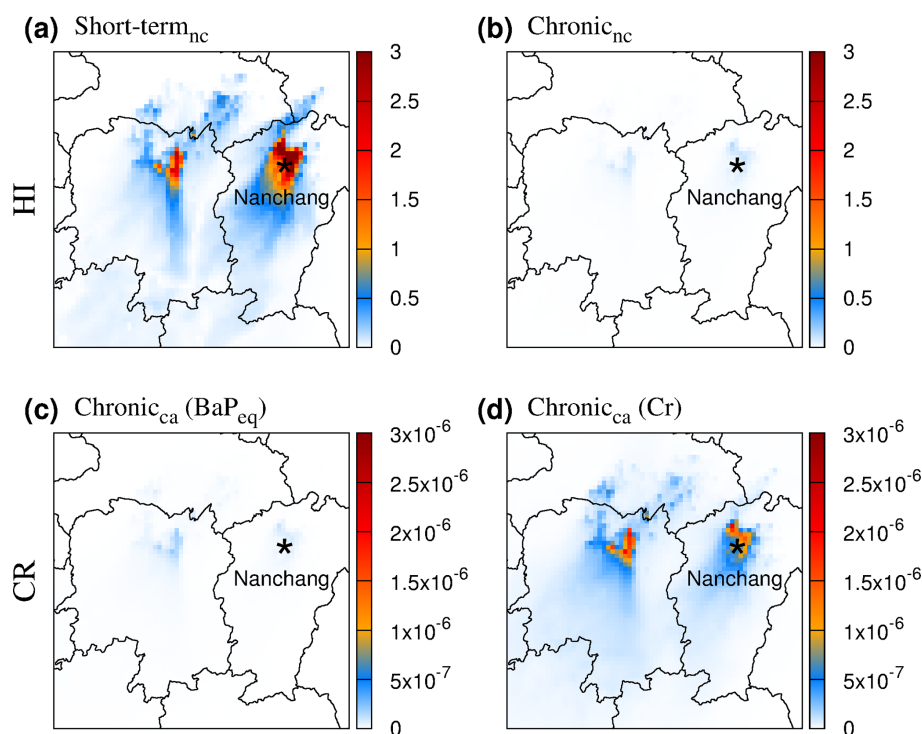 (a) Short-term_nc
3
2.5
2
1.5
1
0.5
0
HI
*
Nanchang
(b) Chronic_nc
3
2.5
2
1.5
1
0.5
0
*
Nanchang
(c) Chronic_ca (BaP_eq)
3x10^-6
2.5x10^-6
2x10^-6
1.5x10^-6
1x10^-6
5x10^-7
0
CR
*
Nanchang
(d) Chronic_ca (Cr)
3x10^-6
2.5x10^-6
2x10^-6
1.5x10^-6
1x10^-6
5x10^-7
0
*
Nanchang